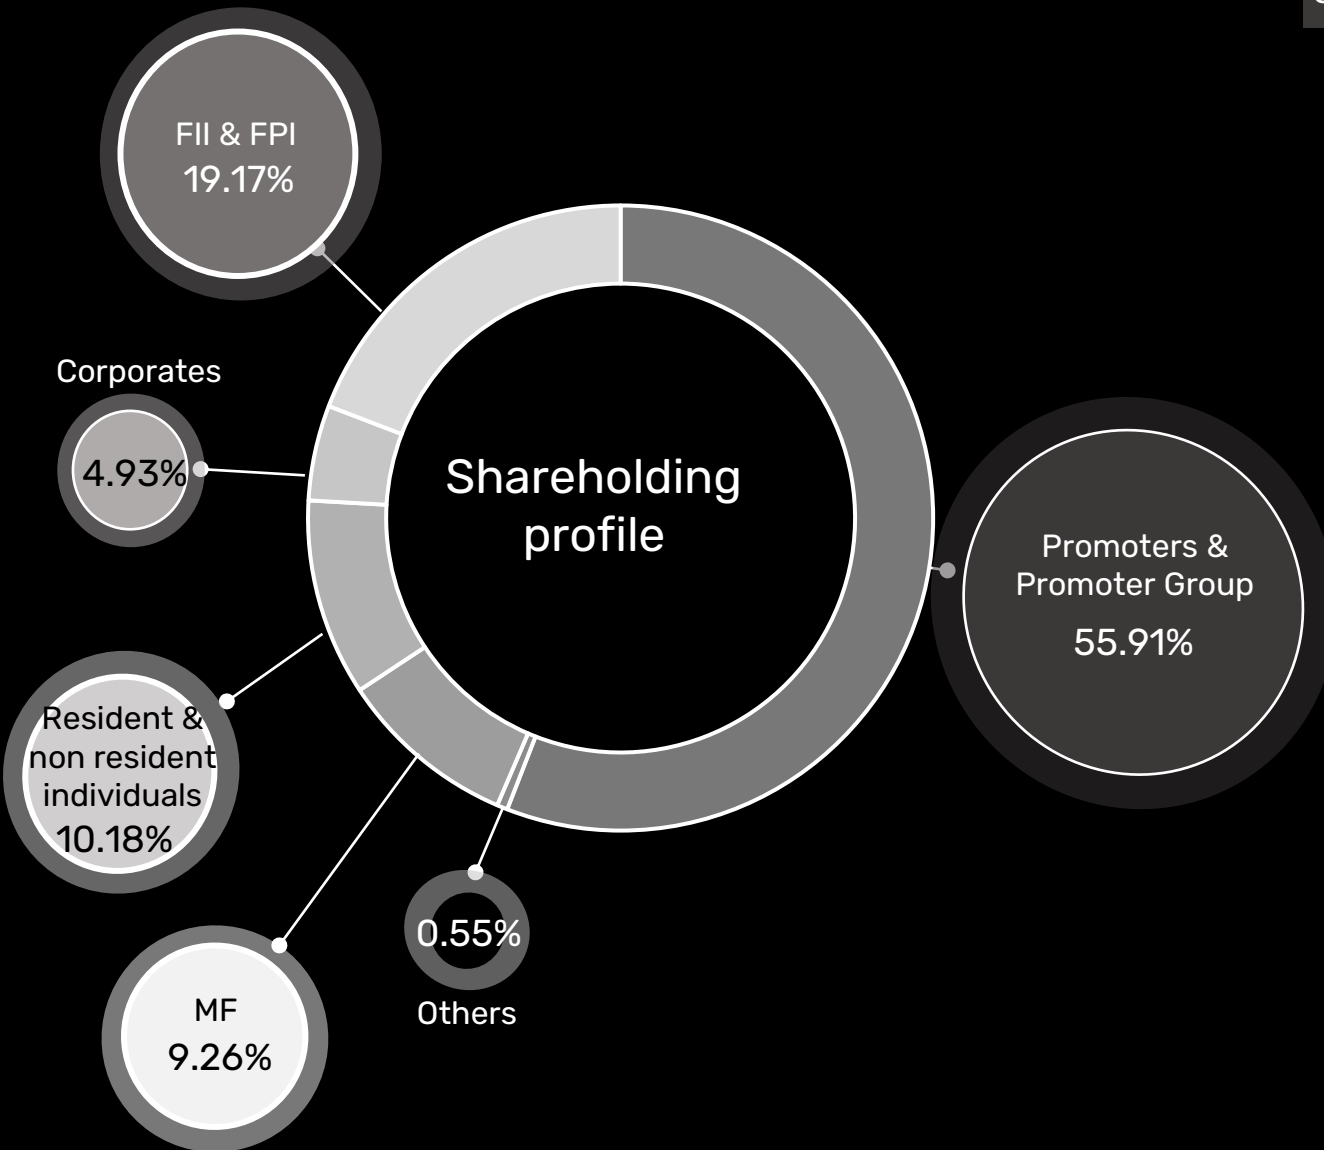 FII & FPI
19.17%
Corporates
4.93%
Shareholding
profile
Promoters &
Promoter Group
55.91%
Resident &
non resident
individuals
10.18%
0.55%
Others
MF
9.26%